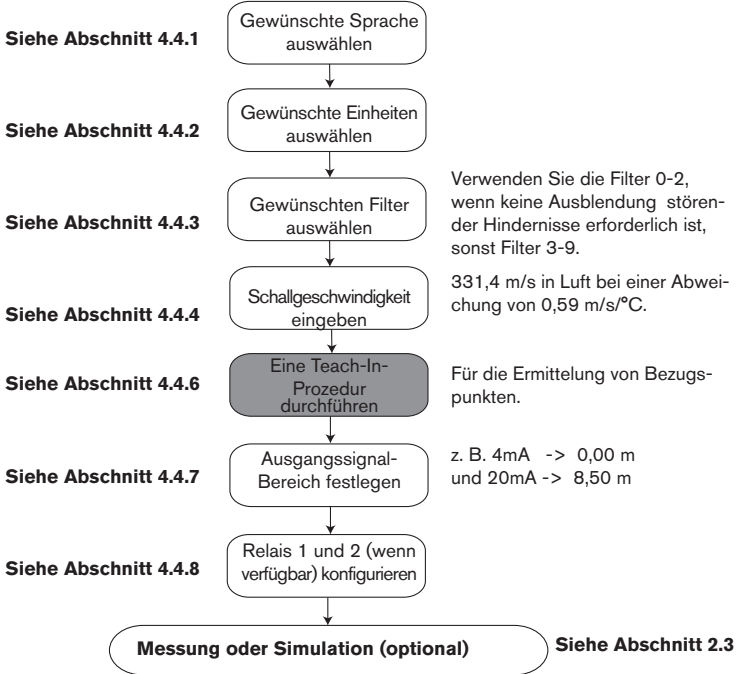 Siehe Abschnitt 4.4.1
Gewünschte Sprache
auswählen
Siehe Abschnitt 4.4.2
Gewünschte Einheiten
auswählen
Siehe Abschnitt 4.4.3
Gewünschten Filter
auswählen
Verwenden Sie die Filter 0-2,
wenn keine Ausblendung stören-
der Hindernisse erforderlich ist,
sonst Filter 3-9.
Siehe Abschnitt 4.4.4
Schallgeschwindigkeit
eingeben
331,4 m/s in Luft bei einer Abwei-
chung von 0,59 m/s/°C.
Siehe Abschnitt 4.4.6
Eine Teach-In-
Prozedur
durchführen
Für die Ermittelung von Bezugs-
punkten.
Siehe Abschnitt 4.4.7
Ausgangssignal-
Bereich festlegen
z. B. 4mA -> 0,00 m
und 20mA -> 8,50 m
Siehe Abschnitt 4.4.8
Relais 1 und 2 (wenn
verfügbar) konfigurieren
Messung oder Simulation (optional)
Siehe Abschnitt 2.3